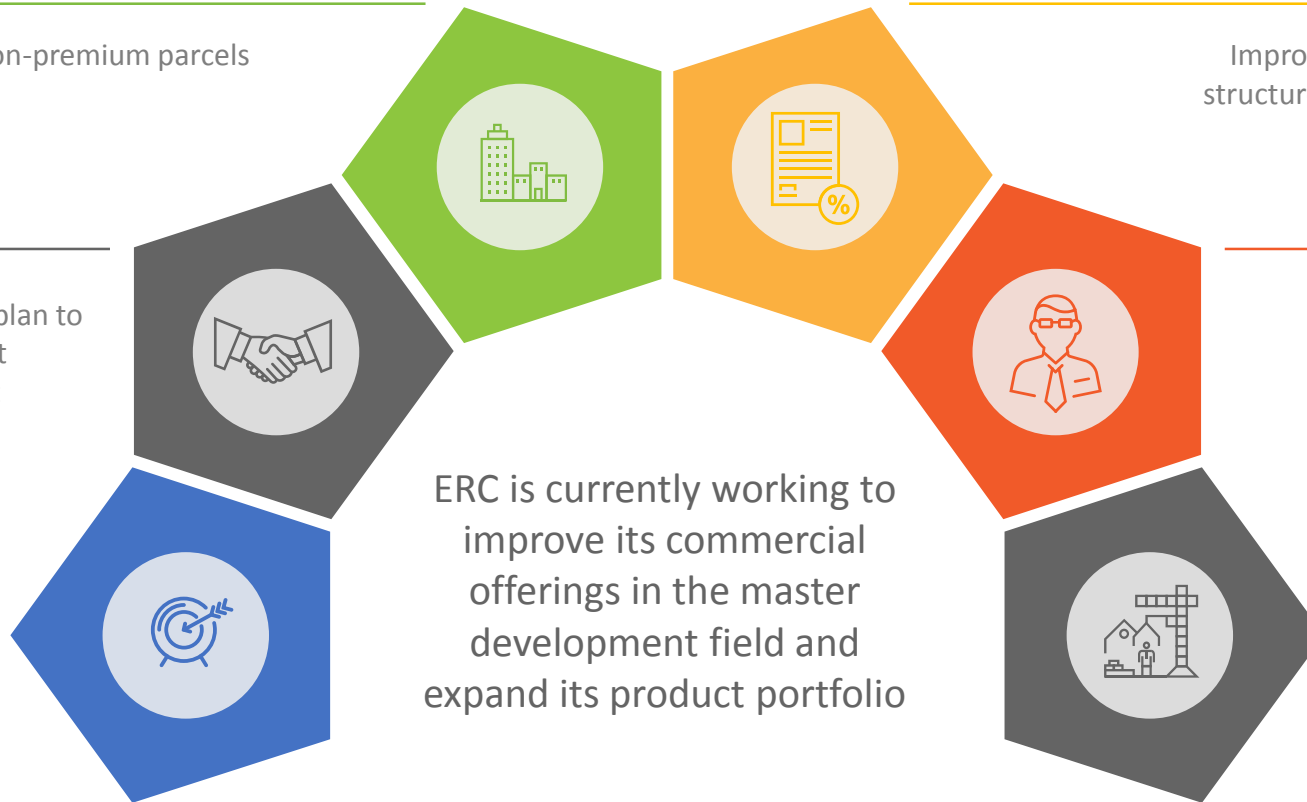 on-premium parcels
Impro
structur
%
plan to
t
ERC is currently working to
improve its commercial
offerings in the master
development field and
expand its product portfolio